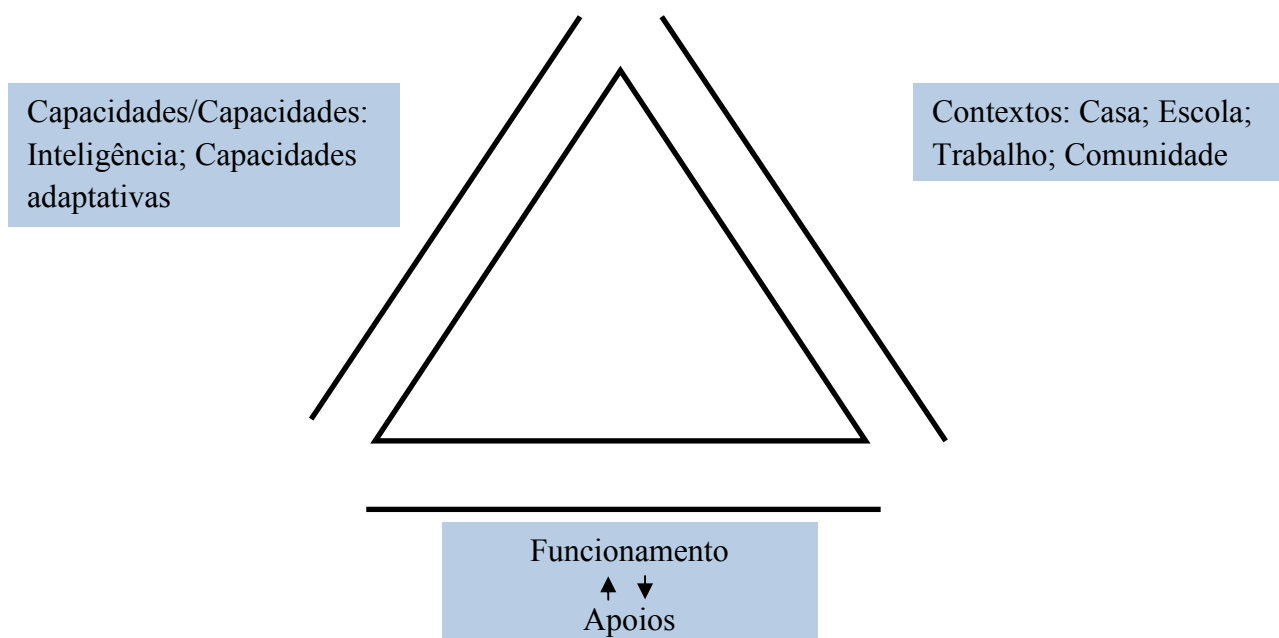 Capacidades/Capacidades:
Inteligência; Capacidades
adaptativas
Contextos: Casa; Escola;
Trabalho; Comunidade
Funcionamento
Apoios